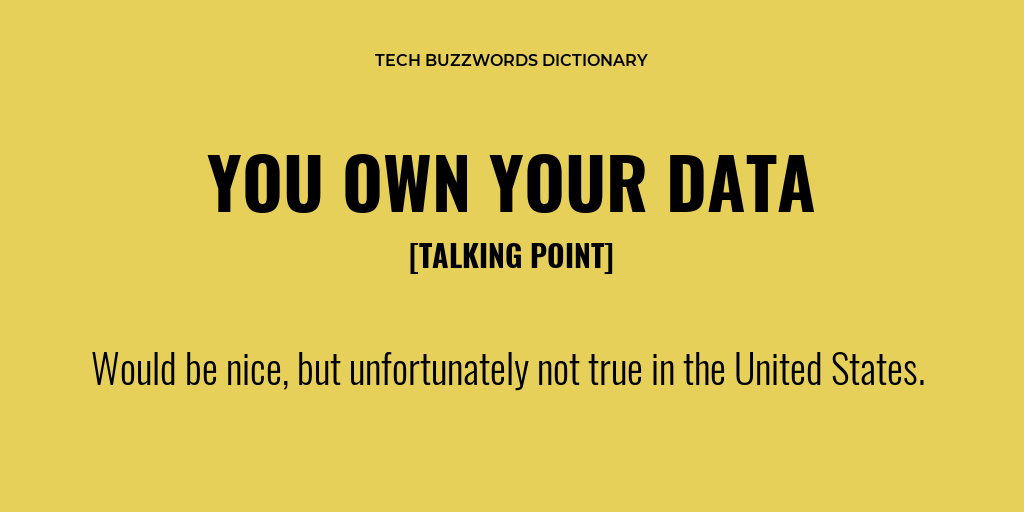 TECH BUZZWORDS DICTIONARY
YOU OWN YOUR DATA
[TALKING POINT]
Would be nice, but unfortunately not true in the United States.